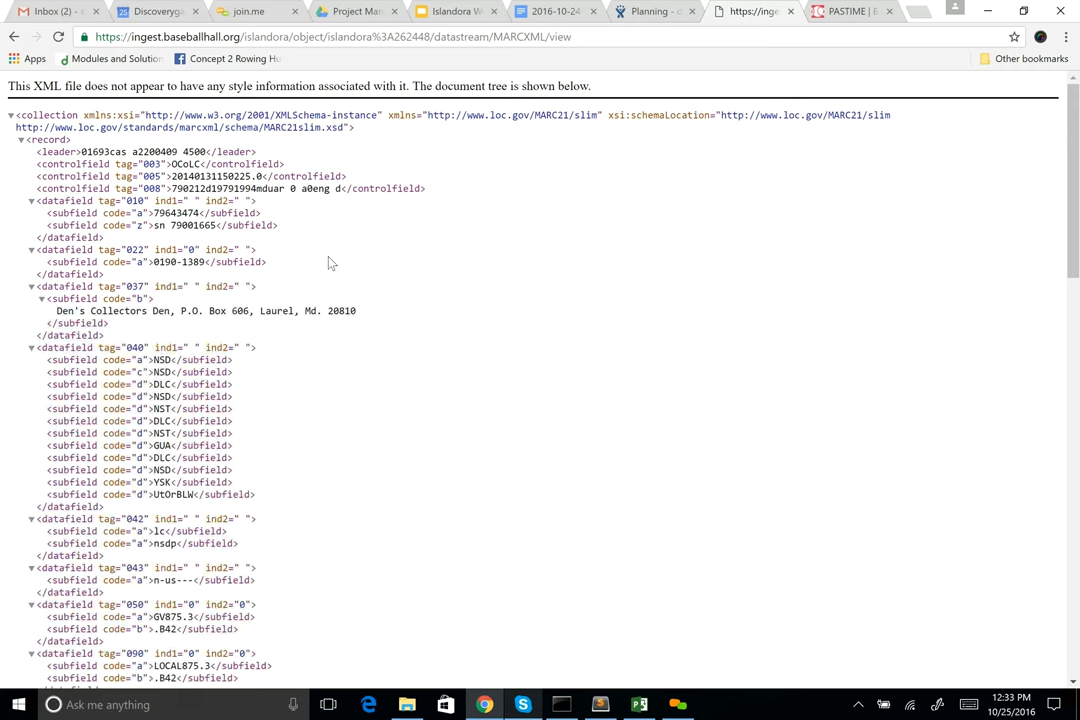 Inbox (2) - s
Discoveryga
join.me
Project Man
Islandora We
2016-10-24
Planning - d
https://inge
PASTIME | B
https://ingest.baseballhall.org/islandora/object/islandora%3A262448/datastream/MARCXML/view
Apps
Modules and Solution
Concept 2 Rowing Hu
Other bookmarks
This XML file does not appear to have any style information associated with it. The document tree is shown below.
▼<collection xmlns:xsi="http://www.w3.org/2001/XMLSchema-instance" xmlns="http://www.loc.gov/MARC21/slim" xsi:schemaLocation="http://www.loc.gov/MARC21/slim
http://www.loc.gov/standards/marcxml/schema/MARC21slim.xsd">
▼<record>
<leader>01693cas a2200409 4500</leader>
<controlfield tag="003">OCoLC</controlfield>
<controlfield tag="005">20140131150225.0</controlfield>
<controlfield tag="008">790212d19791994mduar 0 a0eng d</controlfield>
▼<datafield tag="010" ind1=" " ind2=" ">
<subfield code="a">79643474</subfield>
<subfield code="z">sn 79001665</subfield>
</datafield>
▼<datafield tag="022" ind1="0" ind2=" ">
<subfield code="a">0190-1389</subfield>
</datafield>
▼<datafield tag="037" ind1=" " ind2=" ">
▼<subfield code="b">
Den's Collectors Den, P.O. Box 606, Laurel, Md. 20810
</subfield>
</datafield>
▼<datafield tag="040" ind1=" " ind2=" ">
<subfield code="a">NSD</subfield>
<subfield code="c">NSD</subfield>
<subfield code="d">DLC</subfield>
<subfield code="d">NSD</subfield>
<subfield code="d">NST</subfield>
<subfield code="d">DLC</subfield>
<subfield code="d">NST</subfield>
<subfield code="d">GUA</subfield>
<subfield code="d">DLC</subfield>
<subfield code="d">NSD</subfield>
<subfield code="d">YSK</subfield>
<subfield code="d">UtOrBLW</subfield>
</datafield>
▼<datafield tag="042" ind1=" " ind2=" ">
<subfield code="a">lc</subfield>
<subfield code="a">nsdp</subfield>
</datafield>
▼<datafield tag="043" ind1=" " ind2=" ">
<subfield code="a">n-us---</subfield>
</datafield>
▼<datafield tag="050" ind1="0" ind2="0">
<subfield code="a">GV875.3</subfield>
<subfield code="b">.B42</subfield>
</datafield>
▼<datafield tag="090" ind1="0" ind2="0">
<subfield code="a">LOCAL875.3</subfield>
<subfield code="b">.B42</subfield>
Ask me anything
12:33 PM
10/25/2016